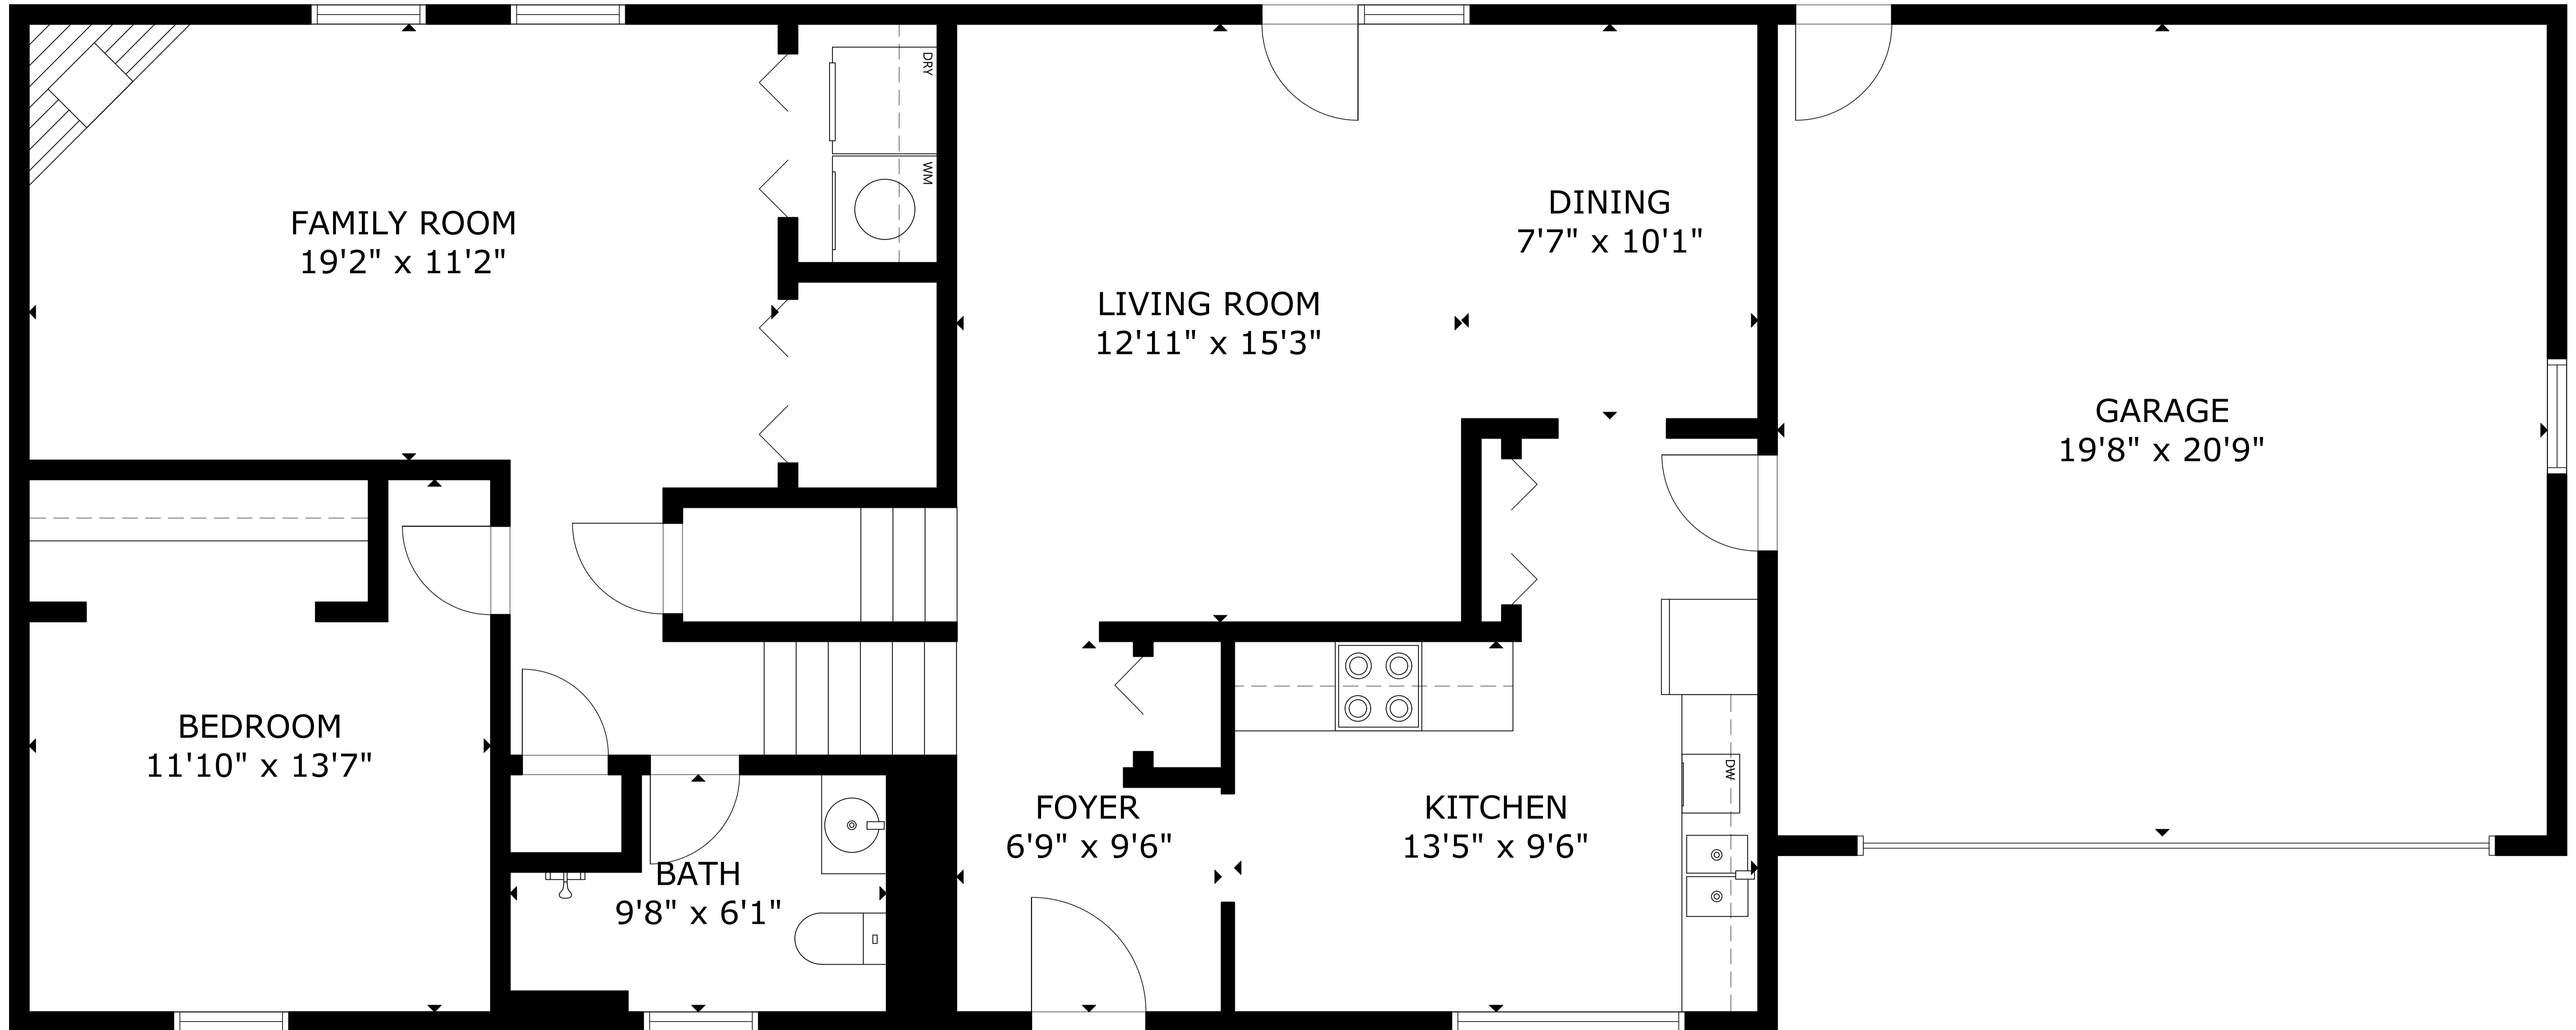 DRY
WM
FAMILY ROOM
19'2" x 11'2"
DINING
7'7" x 10'1"
LIVING ROOM
12'11" x 15'3"
GARAGE
19'8" x 20'9"
BEDROOM
11'10" x 13'7"
DW
FOYER
6'9" x 9'6"
KITCHEN
13'5" x 9'6"
BATH
9'8" x 6'1"